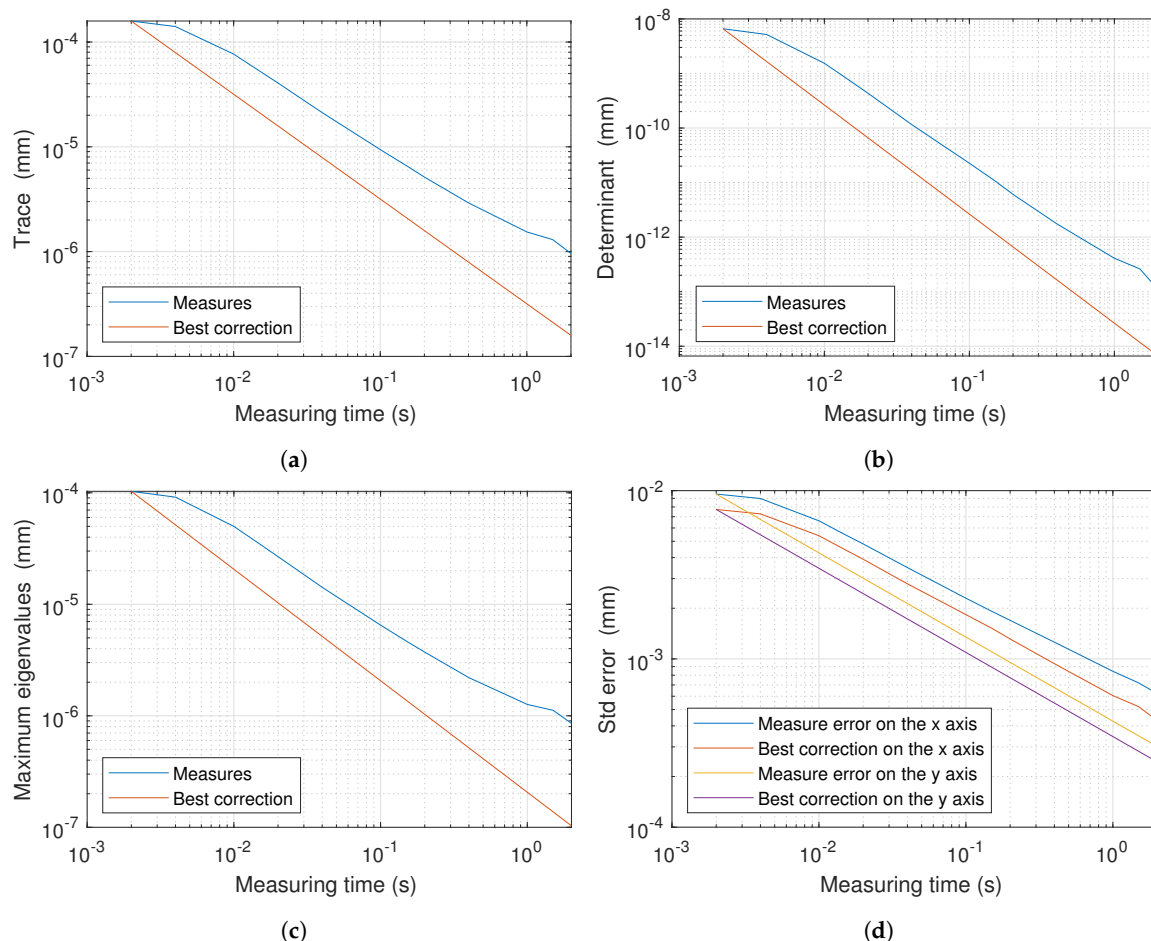 10^-4
10^-5
10^-6
10^-7
Trace (mm)
Measures
Best correction
10^-3 10^-2 10^-1 10^0
Measuring time (s)
(a)
10^-8
10^-10
10^-12
10^-14
Determinant (mm)
Measures
Best correction
10^-3 10^-2 10^-1 10^0
Measuring time (s)
(b)
10^-4
10^-5
10^-6
10^-7
Maximum eigenvalues (mm)
Measures
Best correction
10^-3 10^-2 10^-1 10^0
Measuring time (s)
(c)
10^-2
10^-3
10^-4
Std error (mm)
Measure error on the x axis
Best correction on the x axis
Measure error on the y axis
Best correction on the y axis
10^-3 10^-2 10^-1 10^0
Measuring time (s)
(d)